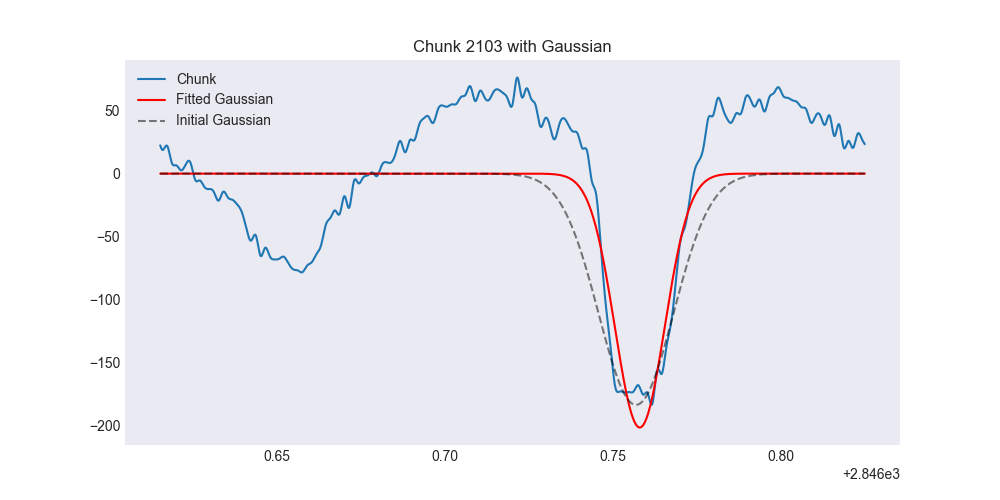 Chunk 2103 with Gaussian
Chunk
Fitted Gaussian
Initial Gaussian
50
0
−50
−100
−150
−200
0.65 0.70 0.75 0.80
+2.846e3